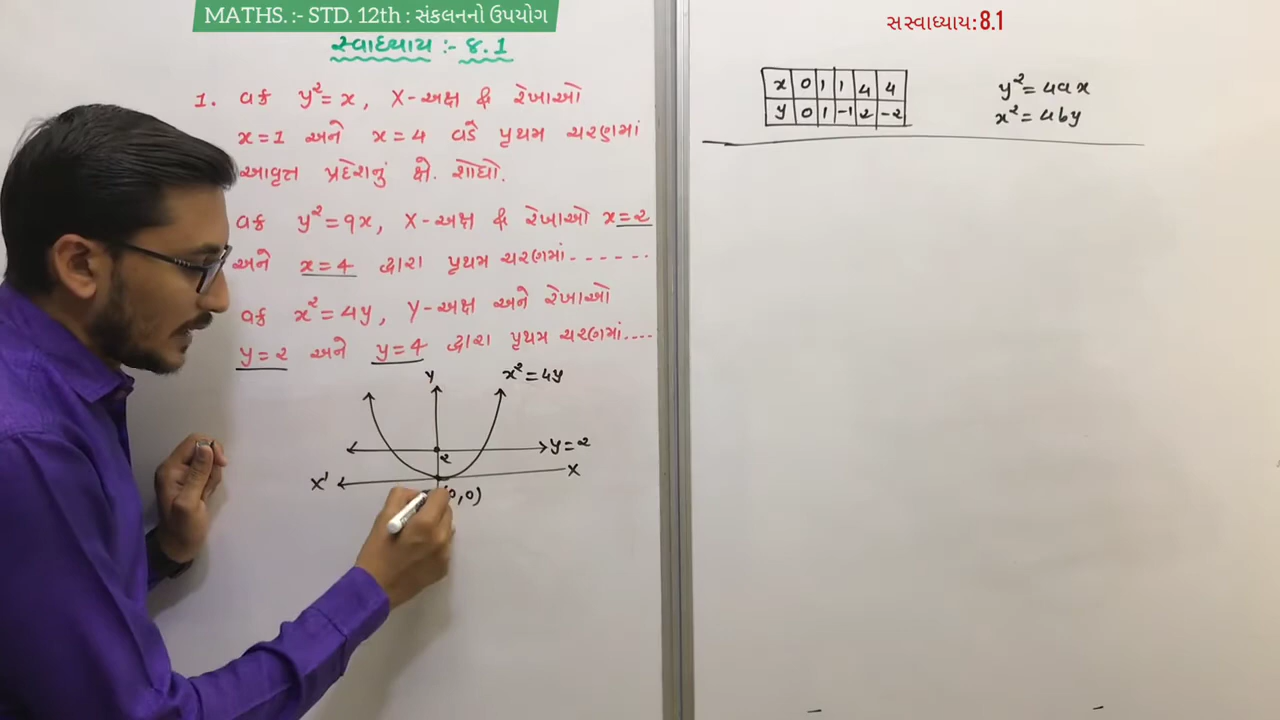 MATHS. :- STD. 12th : સંકલનનો ઉપયોગ
સ્વાધ્યાય :- 8.1
1. વક્ર y²=x, X-અક્ષ & રેખાઓ
x=1 અને x=4 વડે પ્રથમ ચરણમાં
આવૃત્ત પ્રદેશનું ક્ષે. શોધો.
વક્ર y²=9x, X-અક્ષ & રેખાઓ x=2
અને x=4 દ્વારા પ્રથમ ચરણમાં------
વક્ર x²=4y, Y-અક્ષ અને રેખાઓ
y=2 અને y=4 દ્વારા પ્રથમ ચરણમાં----
Y
x²=4y
y=2
2
X'
X
(0,0)
સસ્વાધ્યાય: 8.1
x 0 1 1 4 4
y 0 1 -1 2 -2
y²=4ax
x²=4by